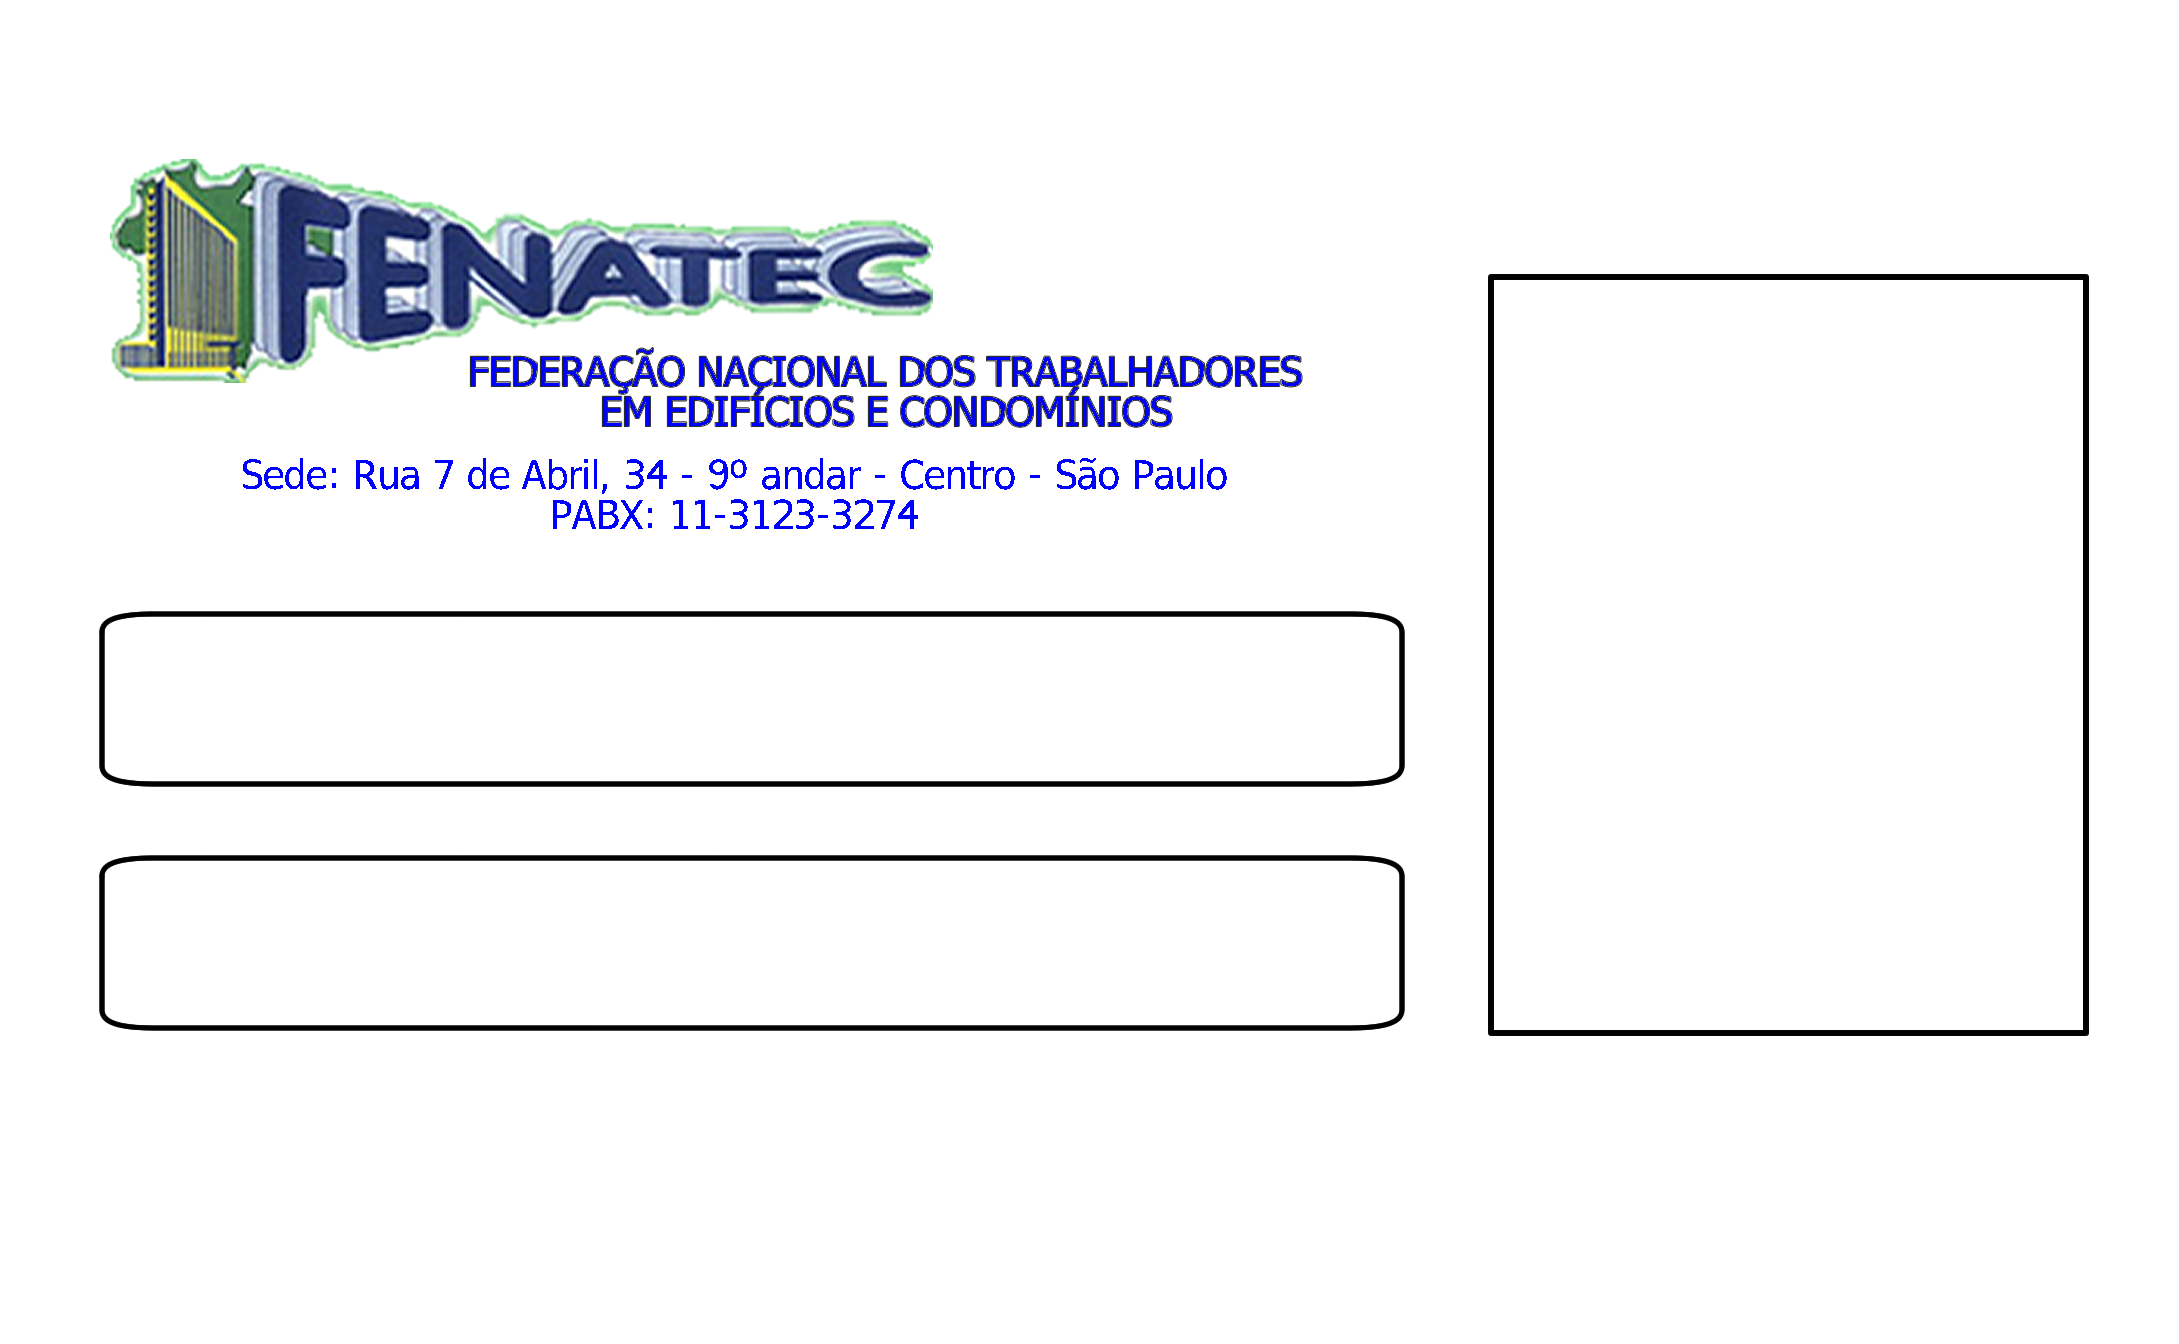 FENATEC
FEDERAÇÃO NACIONAL DOS TRABALHADORES
EM EDIFÍCIOS E CONDOMÍNIOS
Sede: Rua 7 de Abril, 34 - 9º andar - Centro - São Paulo
PABX: 11-3123-3274